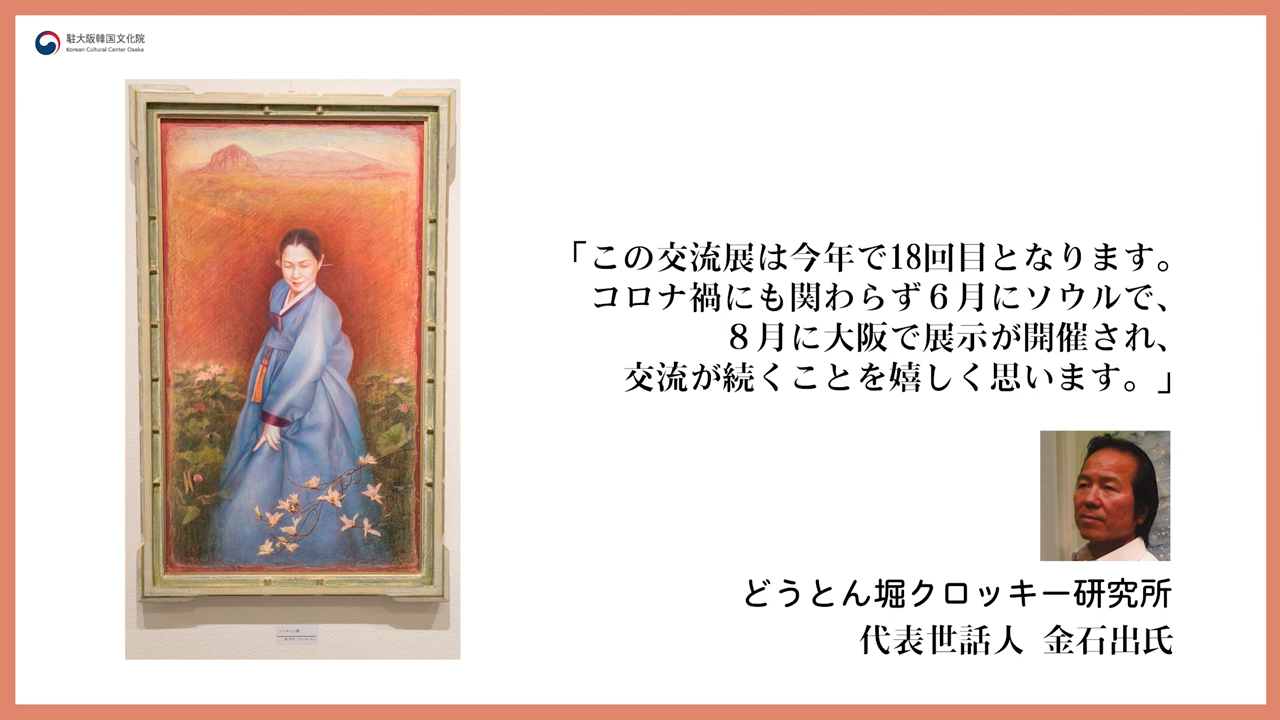 駐大阪韓国文化院
Korean Cultural Center Osaka
「この交流展は今年で18回目となります。
コロナ禍にも関わらず６月にソウルで、
８月に大阪で展示が開催され、
交流が続くことを嬉しく思います。」
どうとん堀クロッキー研究所
代表世話人 金石出氏